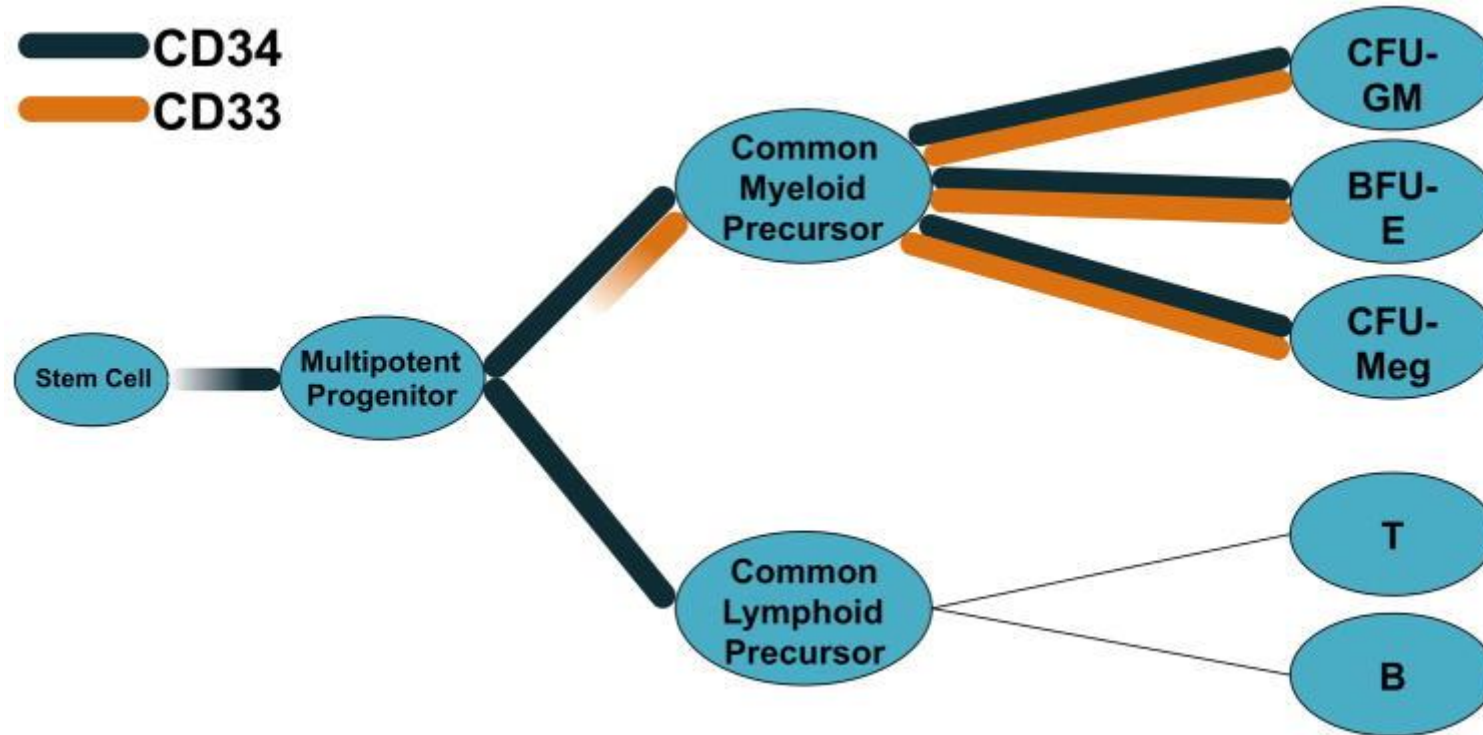 CD34
CD33
CFU-
GM
Common
Myeloid
Precursor
BFU-
E
CFU-
Meg
Stem Cell
Multipotent
Progenitor
Common
Lymphoid
Precursor
T
B